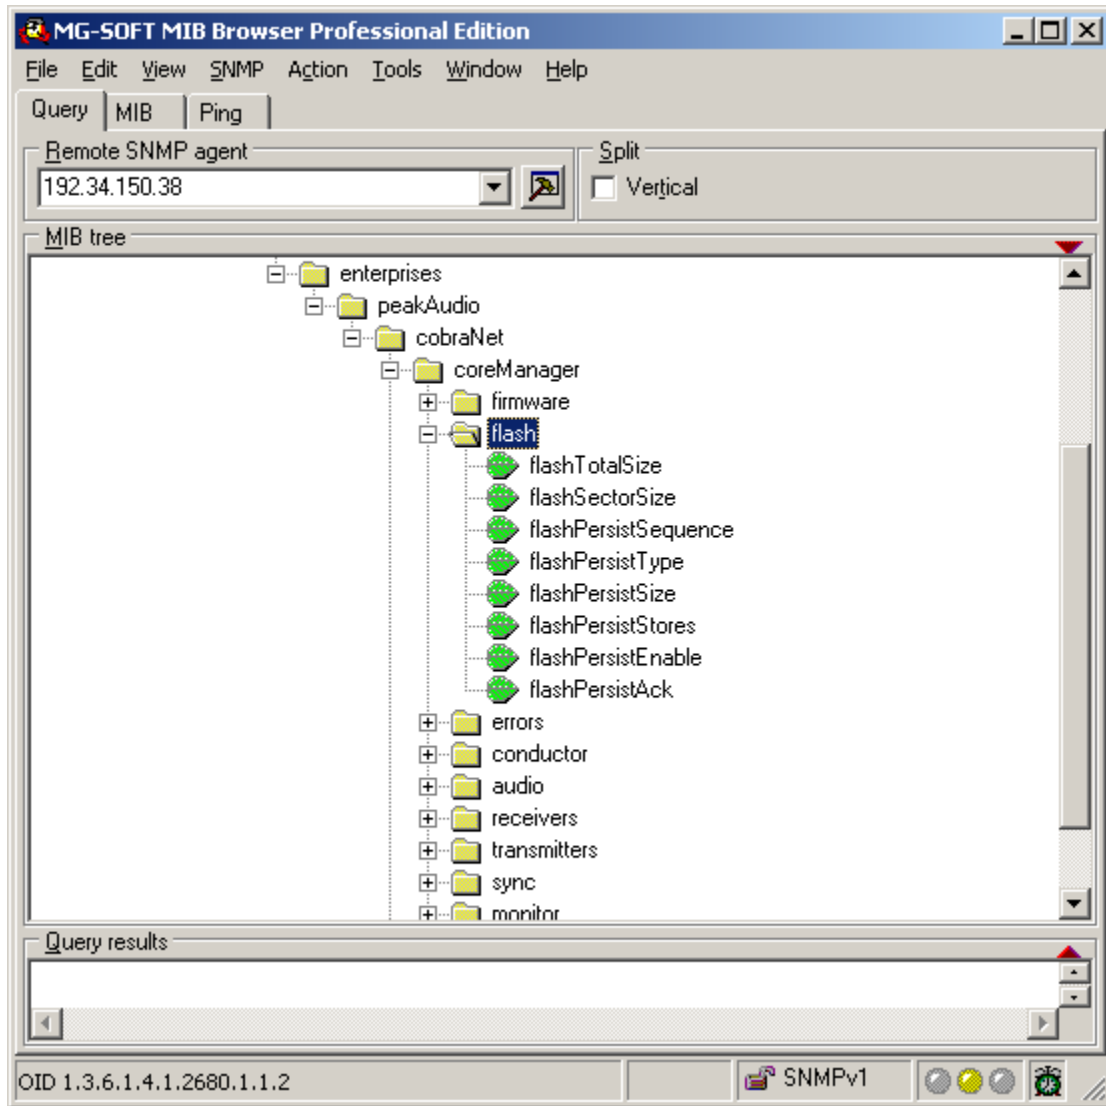 MG-SOFT MIB Browser Professional Edition
File Edit View SNMP Action Tools Window Help
Query MIB Ping
Remote SNMP agent Split
192.34.150.38 Vertical
MIB tree
enterprises
peakAudio
cobraNet
coreManager
firmware
flash
flashTotalSize
flashSectorSize
flashPersistSequence
flashPersistType
flashPersistSize
flashPersistStores
flashPersistEnable
flashPersistAck
errors
conductor
audio
receivers
transmitters
sync
monitor
Query results
OID 1.3.6.1.4.1.2680.1.1.2 SNMPv1